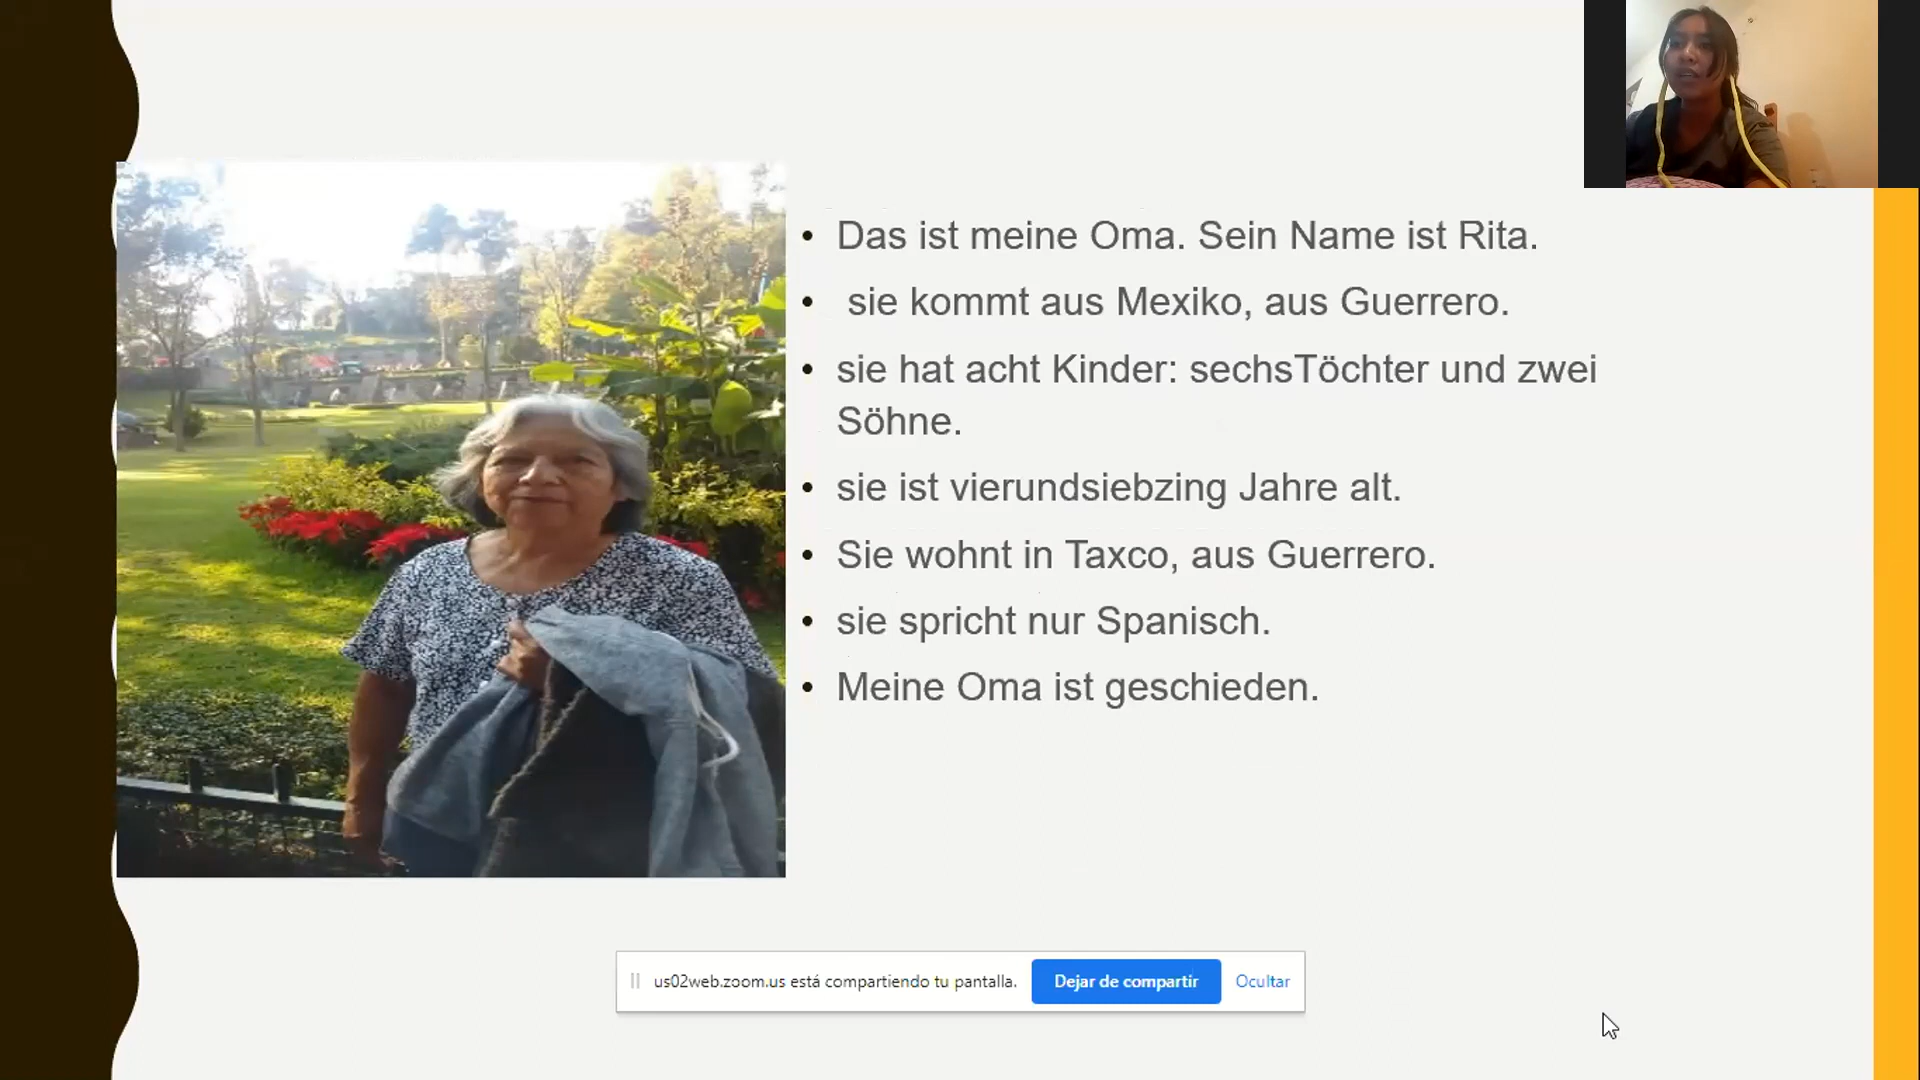 • Das ist meine Oma. Sein Name ist Rita.
• sie kommt aus Mexiko, aus Guerrero.
• sie hat acht Kinder: sechsTöchter und zwei
Söhne.
• sie ist vierundsiebzing Jahre alt.
• Sie wohnt in Taxco, aus Guerrero.
• sie spricht nur Spanisch.
• Meine Oma ist geschieden.
us02web.zoom.us está compartiendo tu pantalla. Dejar de compartir Ocultar